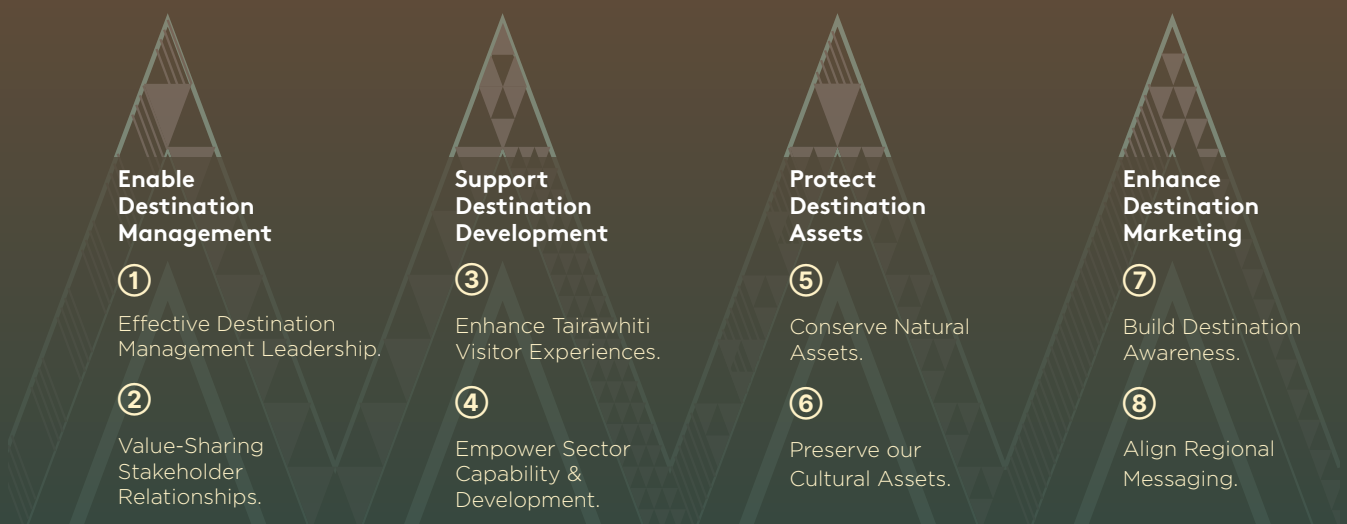 Enable
Destination
Management
①
Effective Destination
Management Leadership.
②
Value-Sharing
Stakeholder
Relationships.
Support
Destination
Development
③
Enhance Tairāwhiti
Visitor Experiences.
④
Empower Sector
Capability &
Development.
Protect
Destination
Assets
⑤
Conserve Natural
Assets.
⑥
Preserve our
Cultural Assets.
Enhance
Destination
Marketing
⑦
Build Destination
Awareness.
⑧
Align Regional
Messaging.